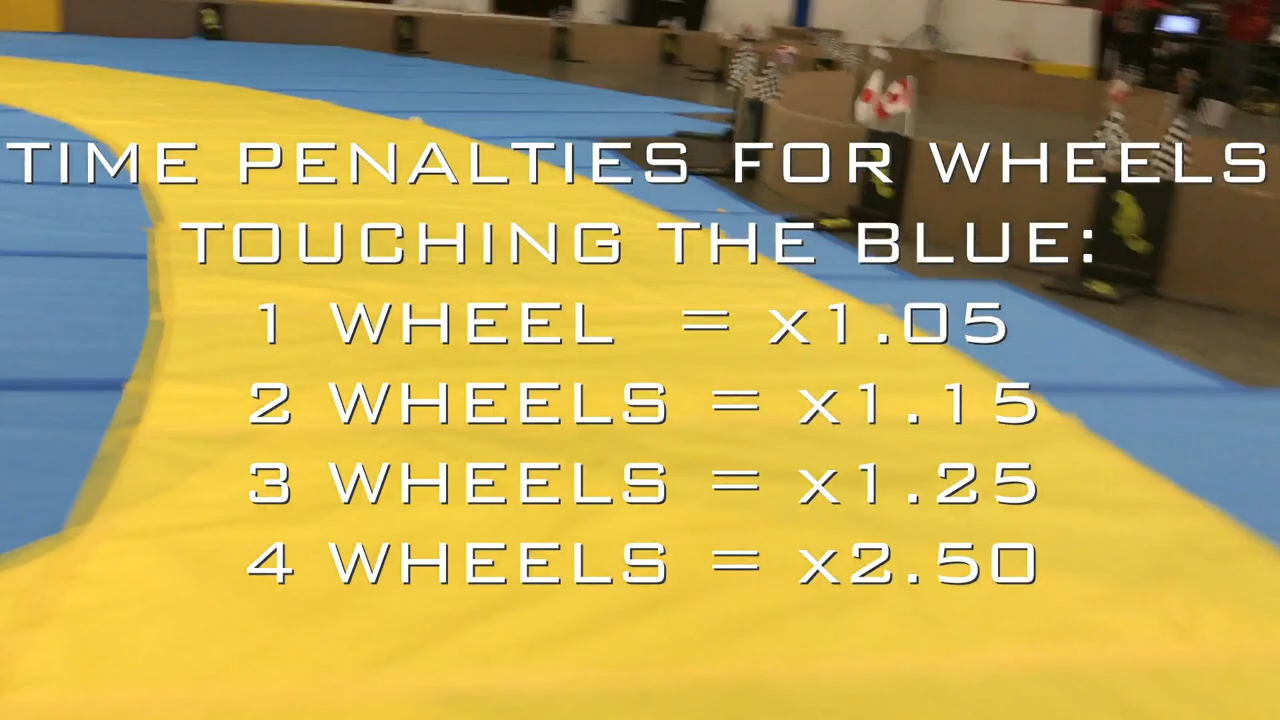 TIME PENALTIES FOR WHEELS
TOUCHING THE BLUE:
1 WHEEL = x1.05
2 WHEELS = x1.15
3 WHEELS = x1.25
4 WHEELS = x2.50